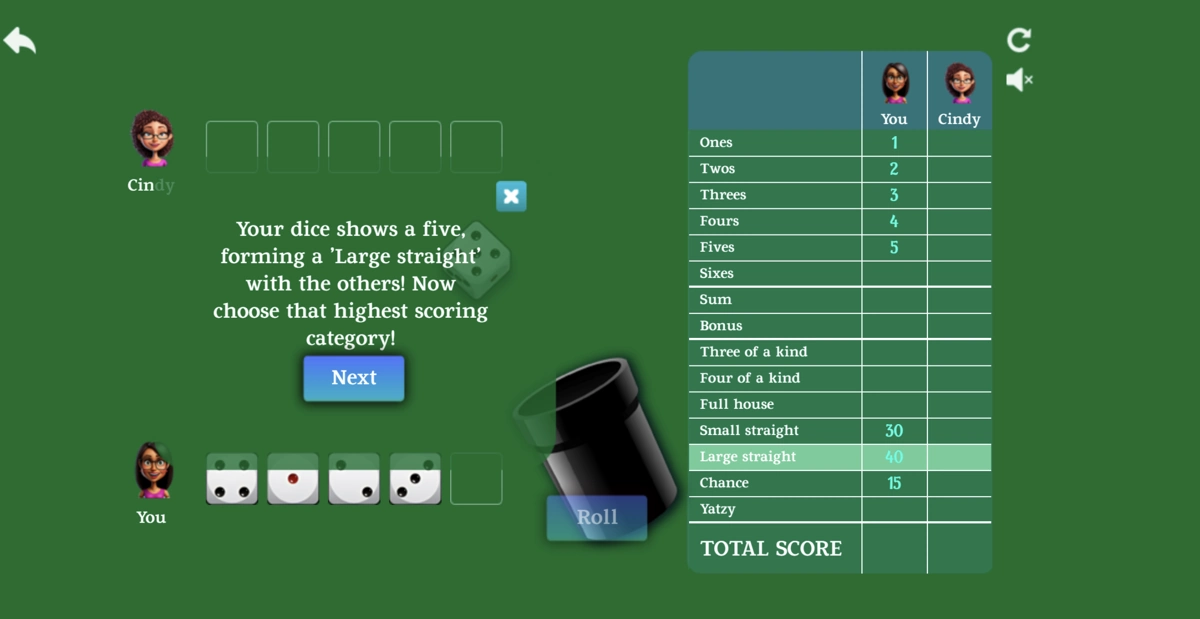 You
Cindy
Cindy
Ones 1
Twos 2
Threes 3
Fours 4
Fives 5
Sixes
Sum
Bonus
Three of a kind
Four of a kind
Full house
Small straight 30
Large straight 40
Chance 15
Yatzy
TOTAL SCORE
Your dice shows a five,
forming a 'Large straight'
with the others! Now
choose that highest scoring
category!
Next
You
Roll